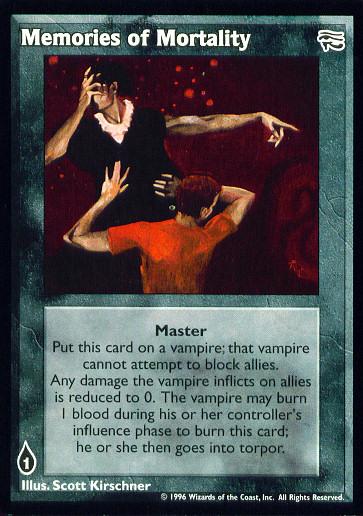 Memories of Mortality
Master
Put this card on a vampire; that vampire
cannot attempt to block allies.
Any damage the vampire inflicts on allies
is reduced to 0. The vampire may burn
1 blood during his or her controller's
influence phase to burn this card;
he or she then goes into torpor.
1
Illus. Scott Kirschner
© 1996 Wizards of the Coast, Inc. All Rights Reserved.